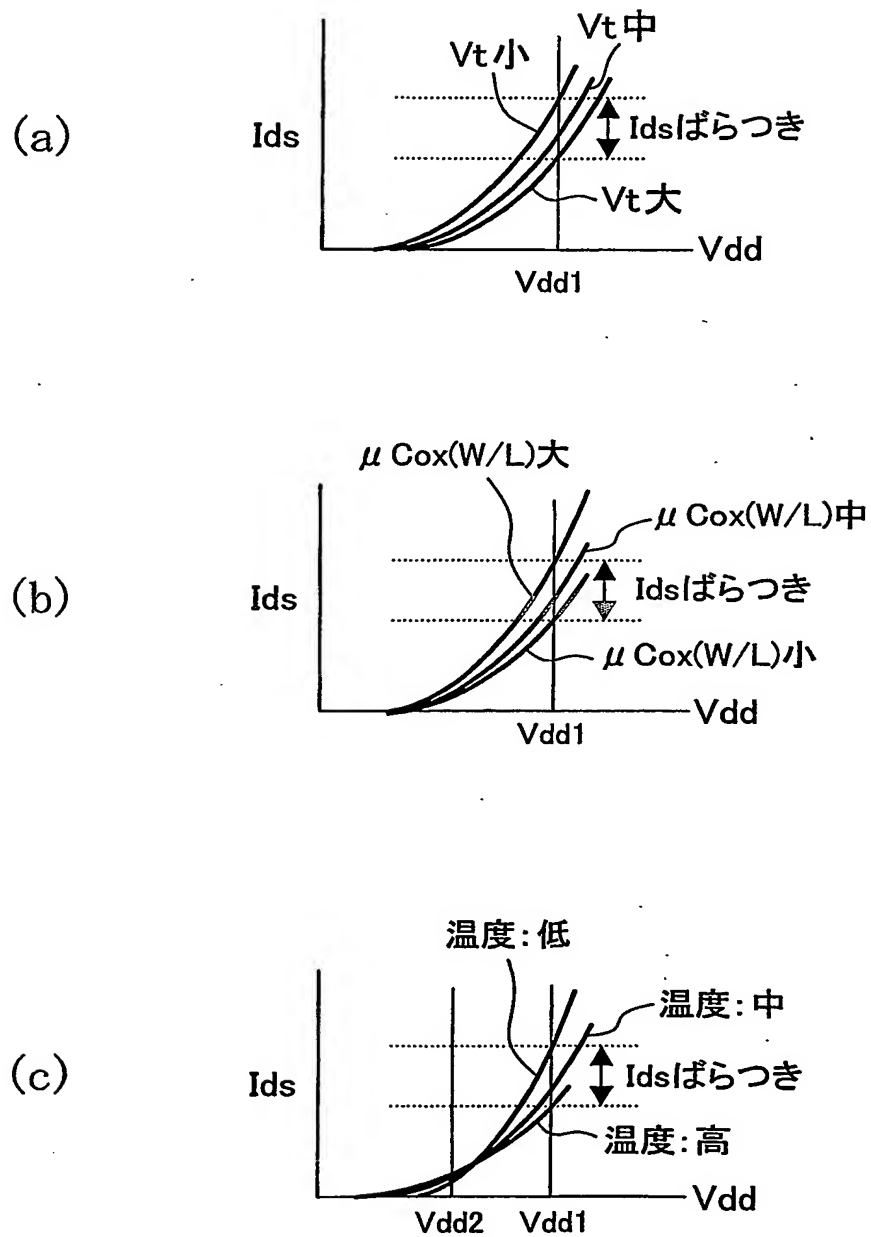 (a)
Vt小
Vt中
Ids
Idsばらつき
Vt大
Vdd
Vdd1
(b)
μCox(W/L)大
μCox(W/L)中
Ids
Idsばらつき
μCox(W/L)小
Vdd
Vdd1
(c)
温度:低
温度:中
Ids
Idsばらつき
温度:高
Vdd
Vdd2
Vdd1